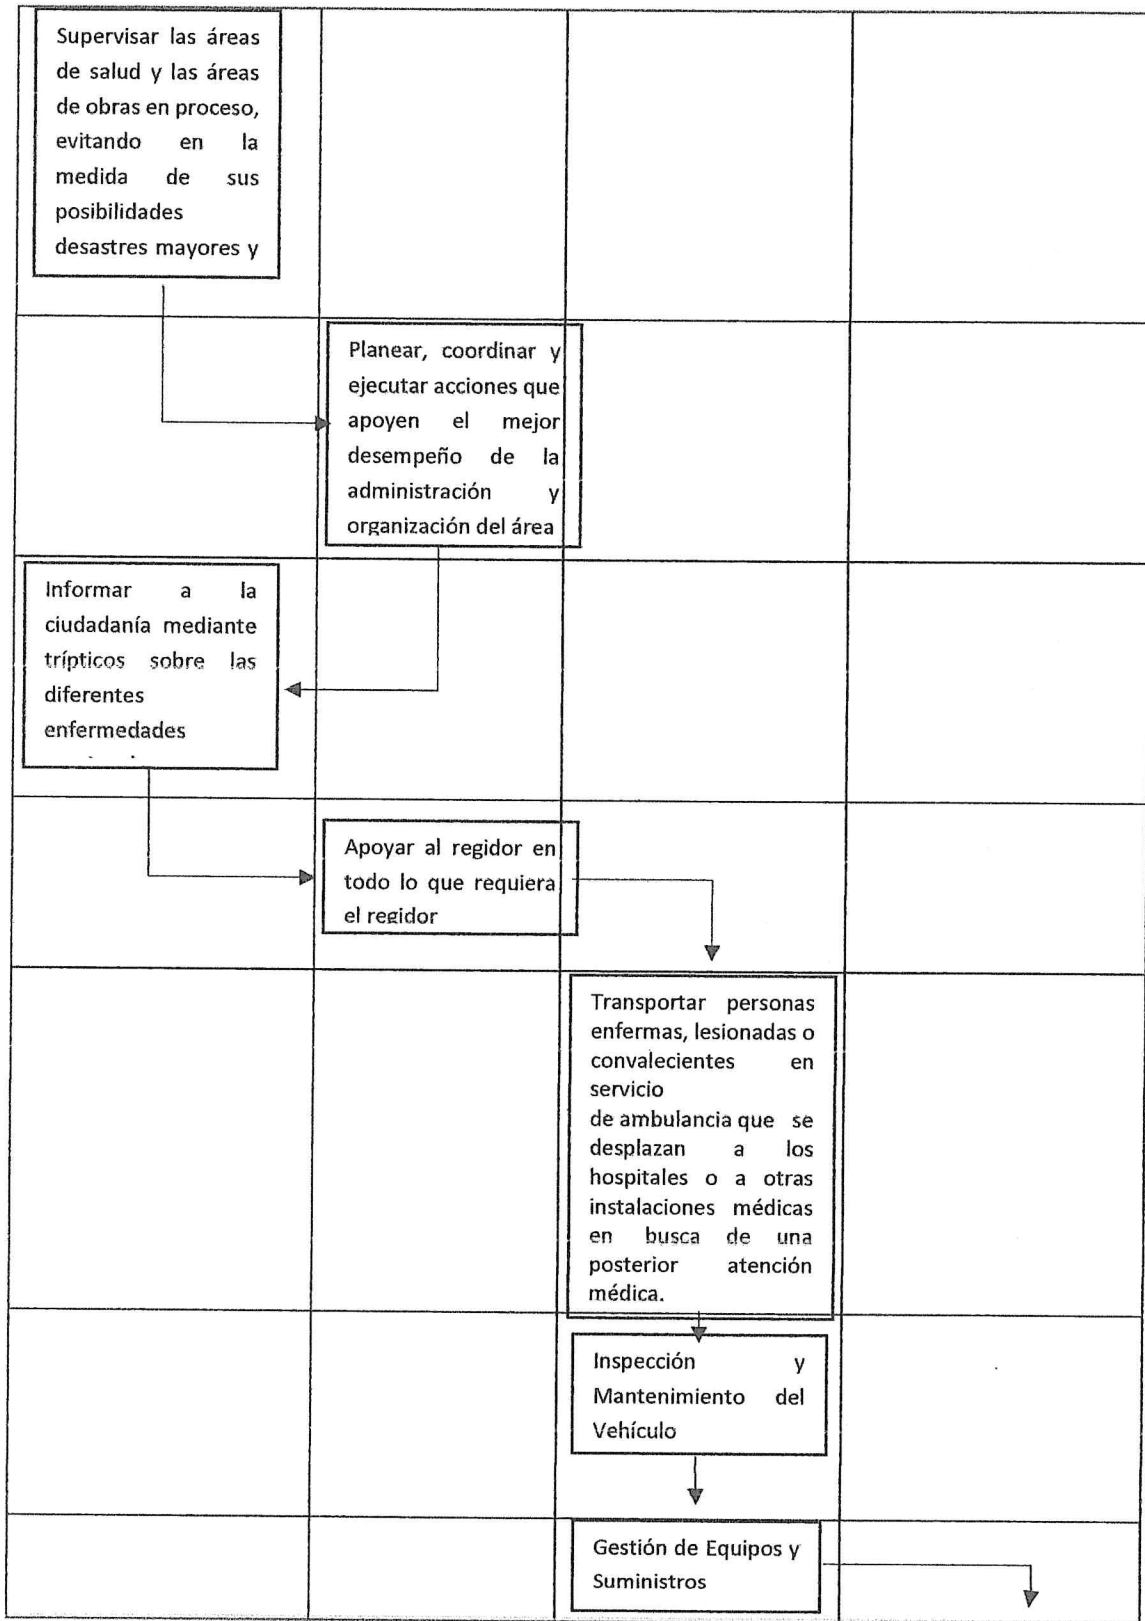 Supervisar las áreas
de salud y las áreas
de obras en proceso,
evitando en la
medida de sus
posibilidades
desastres mayores y
Planear, coordinar y
ejecutar acciones que
apoyen el mejor
desempeño de la
administración y
organización del área
Informar a la
ciudadanía mediante
trípticos sobre las
diferentes
enfermedades
Apoyar al regidor en
todo lo que requiera
el regidor
Transportar personas
enfermas, lesionadas o
convalecientes en
servicio
de ambulancia que se
desplazan a los
hospitales o a otras
instalaciones médicas
en busca de una
posterior atención
médica.
Inspección y
Mantenimiento del
Vehículo
Gestión de Equipos y
Suministros